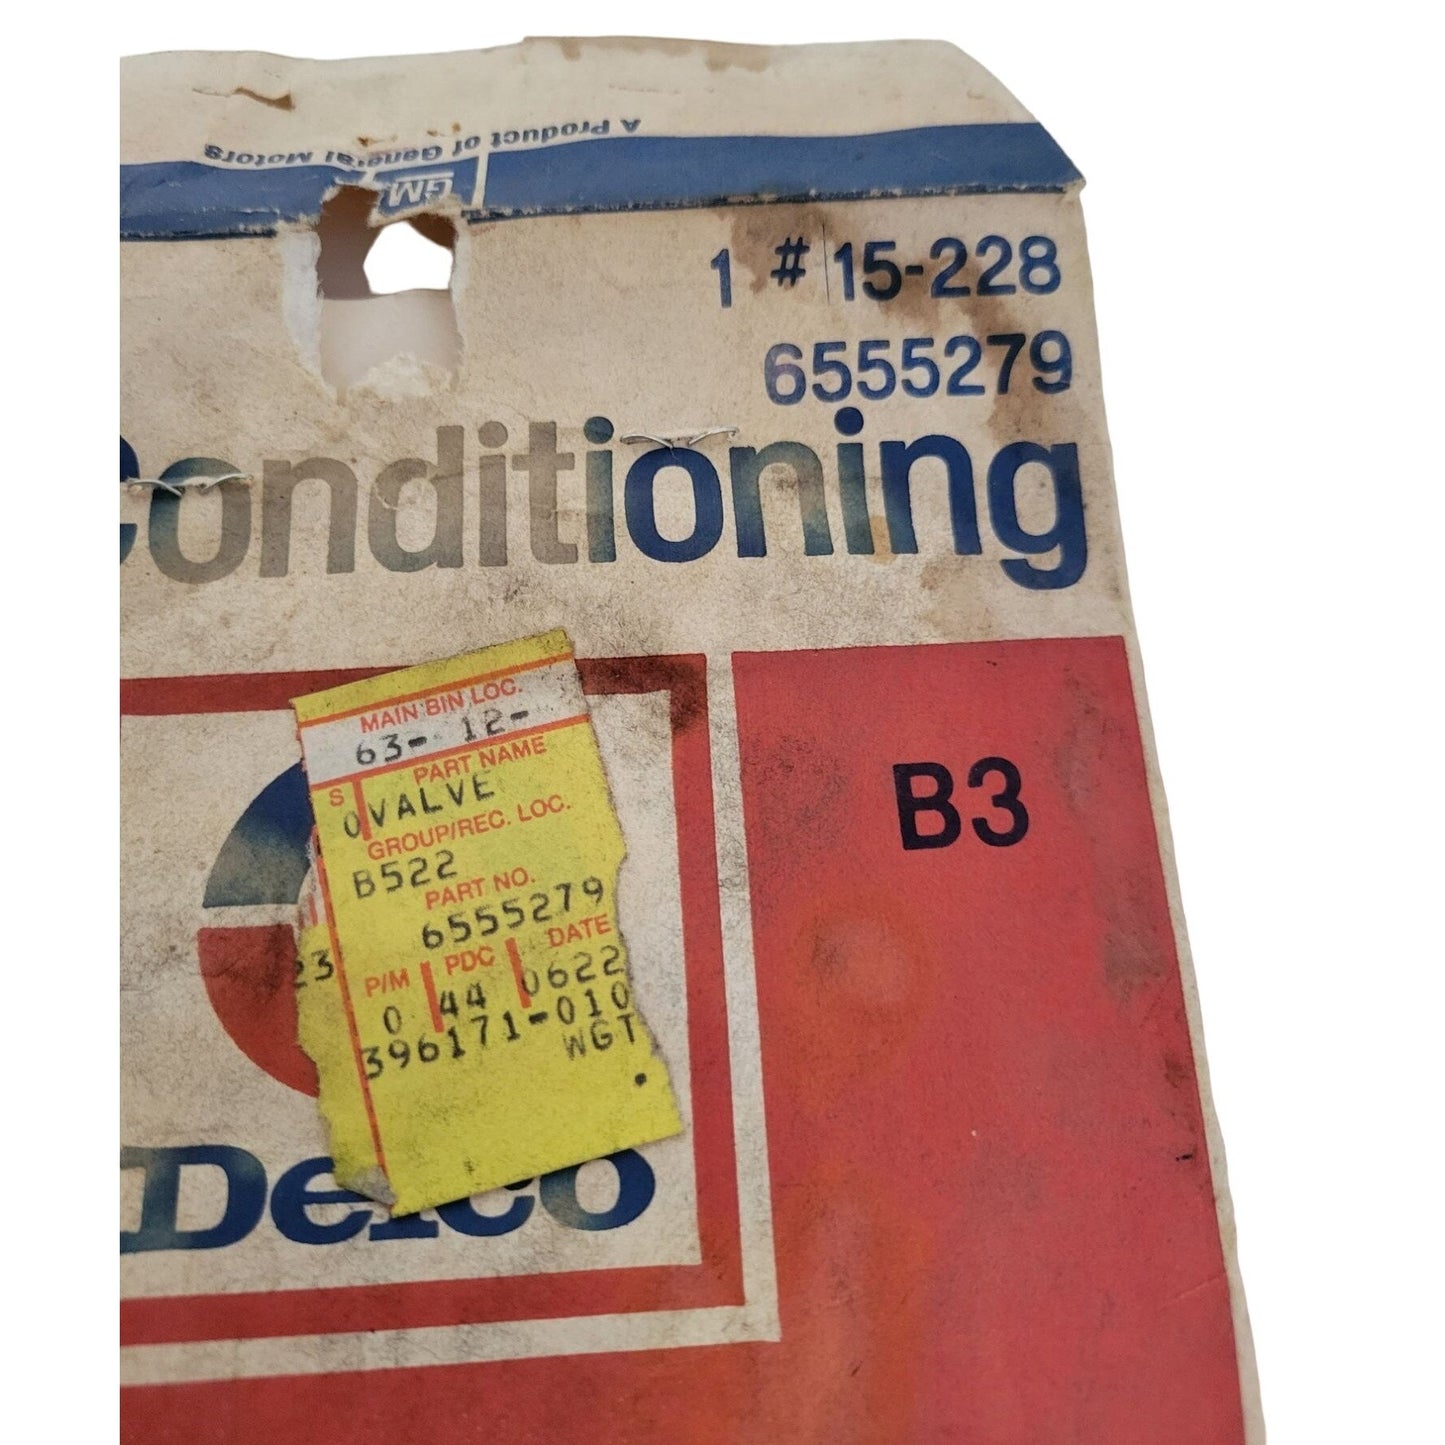 A Product of General Motors
GM
1 # 15-228
6555279
Conditioning
B3
MAIN BIN LOC.
63- 12-
PART NAME
S
0 VALVE
GROUP/REC. LOC.
B522
PART NO.
6555279
P/M PDC DATE
23
0 44 0622
396171-010
WGT
Delco